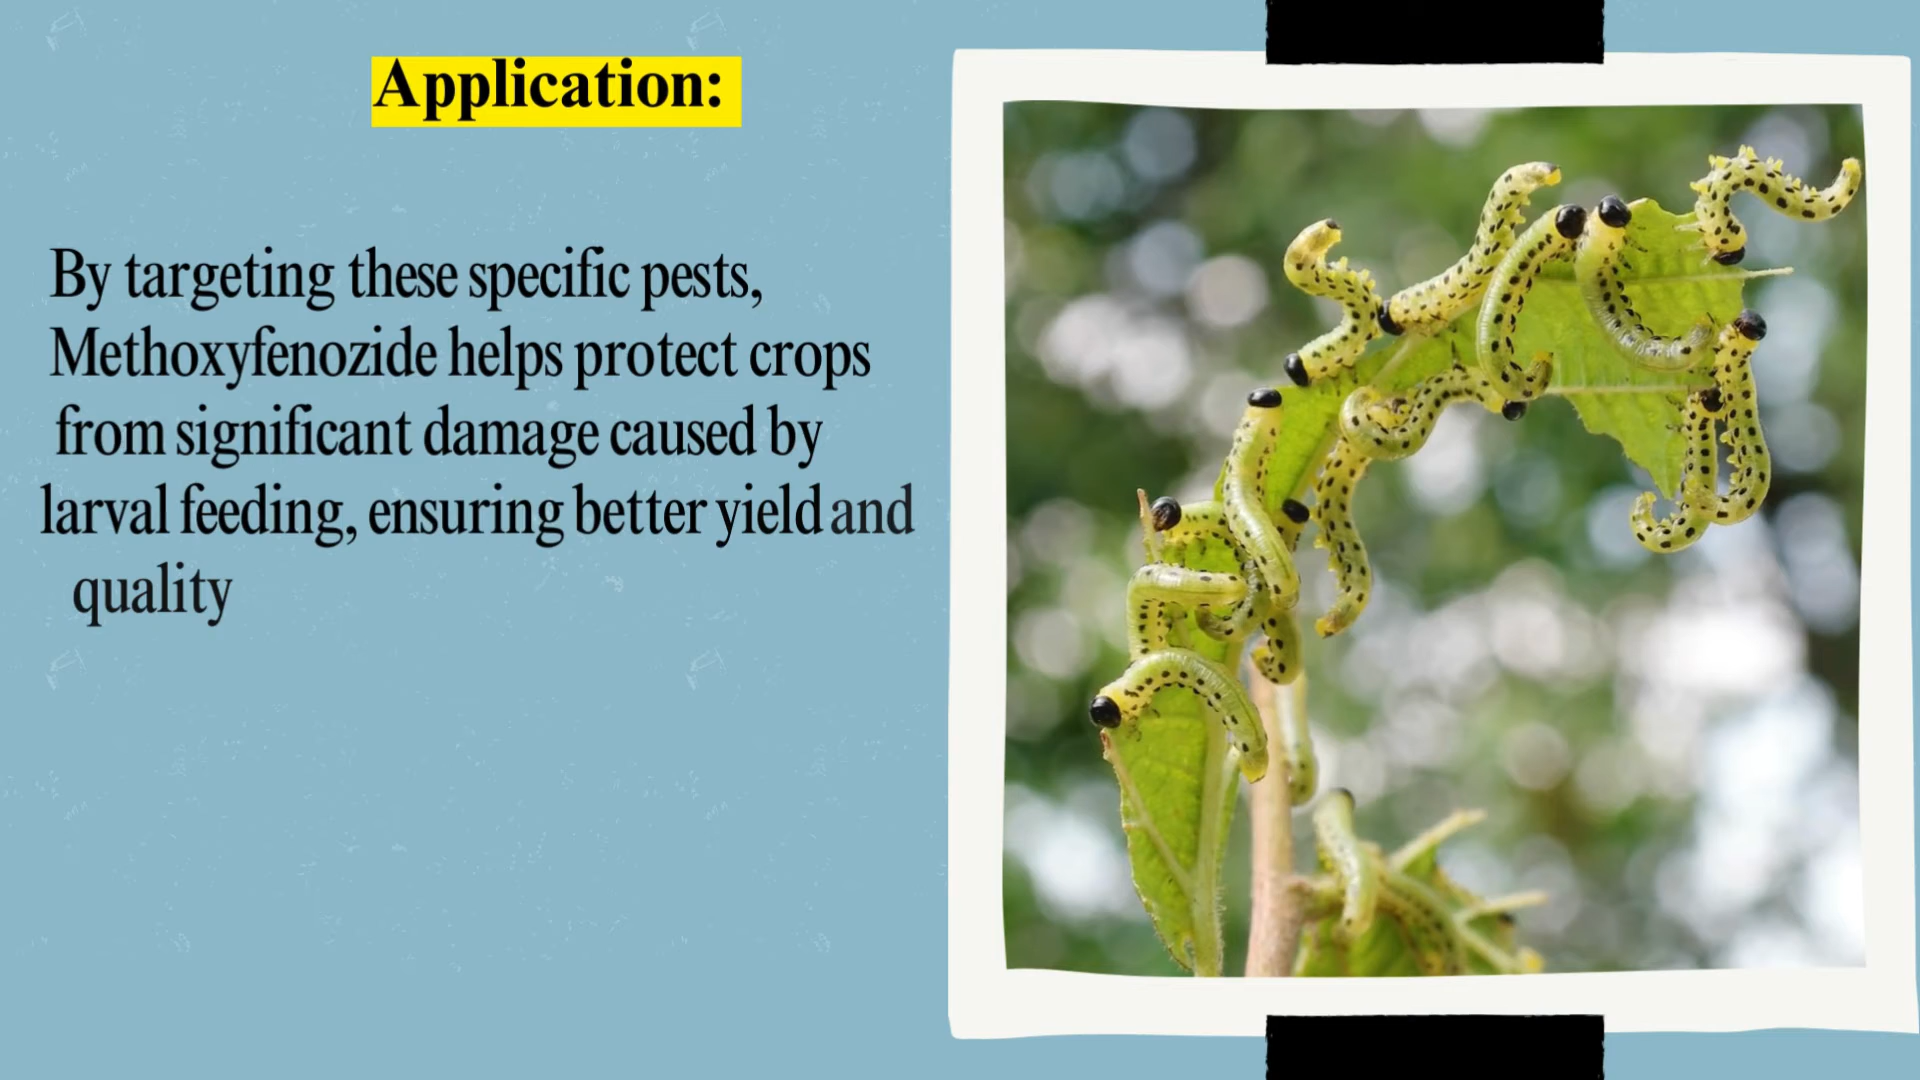 Application:
By targeting these specific pests,
Methoxyfenozide helps protect crops
from significant damage caused by
larval feeding, ensuring better yield and
quality